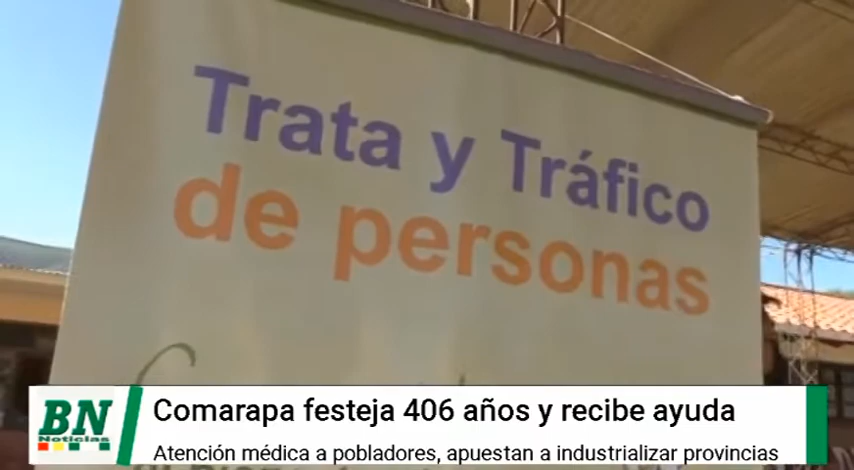 Trata y Tráfico
de personas
BN
Noticias
Comarapa festeja 406 años y recibe ayuda
Atención médica a pobladores, apuestan a industrializar provincias